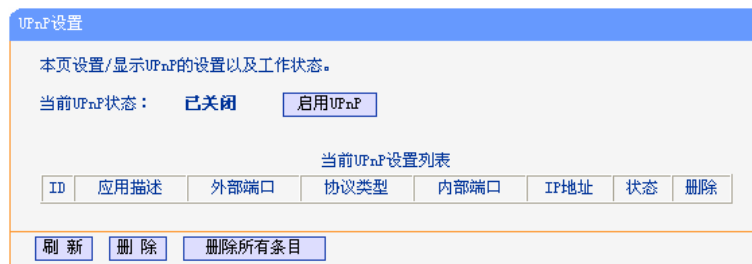 UPnP设置
本页设置/显示UPnP的设置以及工作状态。
当前UPnP状态： 已关闭 启用UPnP
当前UPnP设置列表
ID 应用描述 外部端口 协议类型 内部端口 IP地址 状态 删除
刷 新 删 除 删除所有条目